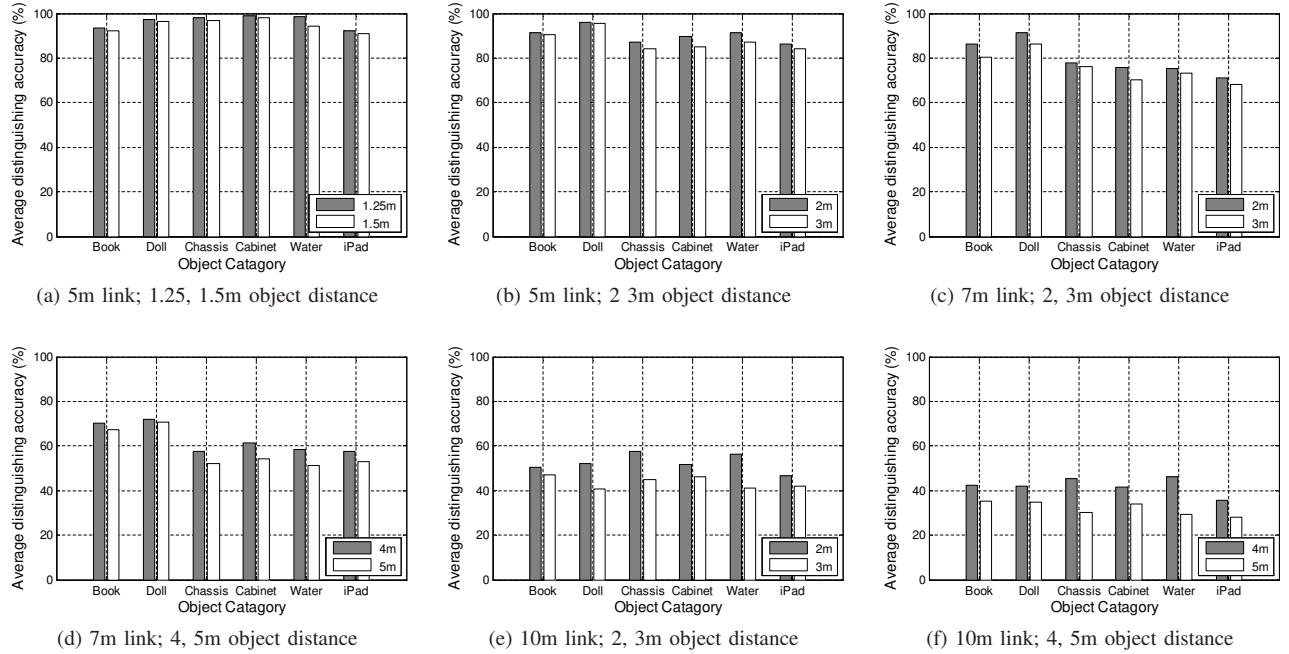 Average distinguishing accuracy (%)
100
80
60
40
20
0
Book Doll Chassis Cabinet Water iPad
Object Catagory
1.25m
1.5m
(a) 5m link; 1.25, 1.5m object distance
Average distinguishing accuracy (%)
100
80
60
40
20
0
Book Doll Chassis Cabinet Water iPad
Object Catagory
2m
3m
(b) 5m link; 2 3m object distance
Average distinguishing accuracy (%)
100
80
60
40
20
0
Book Doll Chassis Cabinet Water iPad
Object Catagory
2m
3m
(c) 7m link; 2, 3m object distance
Average distinguishing accuracy (%)
100
80
60
40
20
0
Book Doll Chassis Cabinet Water iPad
Object Catagory
4m
5m
(d) 7m link; 4, 5m object distance
Average distinguishing accuracy (%)
100
80
60
40
20
0
Book Doll Chassis Cabinet Water iPad
Object Catagory
2m
3m
(e) 10m link; 2, 3m object distance
Average distinguishing accuracy (%)
100
80
60
40
20
0
Book Doll Chassis Cabinet Water iPad
Object Catagory
4m
5m
(f) 10m link; 4, 5m object distance